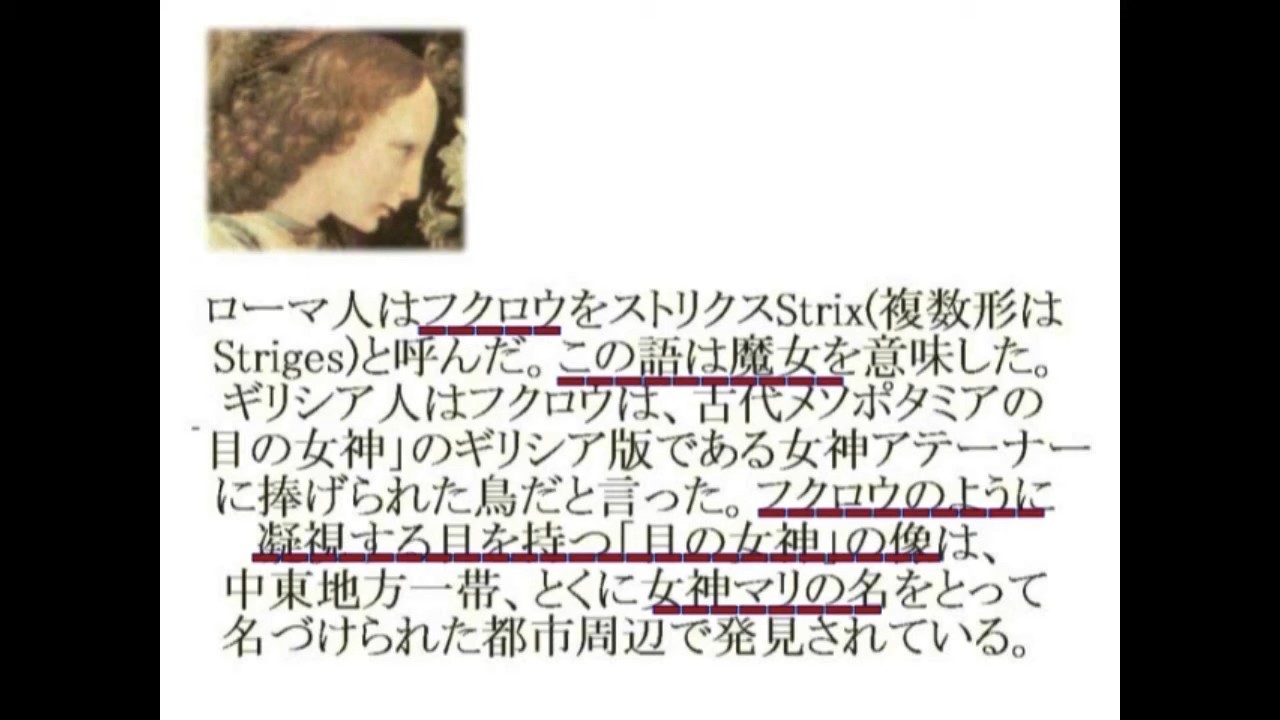 ローマ人はフクロウをストリクスStrix(複数形は
Striges)と呼んだ。この語は魔女を意味した。
ギリシア人はフクロウは、古代メソポタミアの
目の女神」のギリシア版である女神アテーナー
に捧げられた鳥だと言った。フクロウのように
凝視する目を持つ「目の女神」の像は、
中東地方一帯、とくに女神マリの名をとって
名づけられた都市周辺で発見されている。